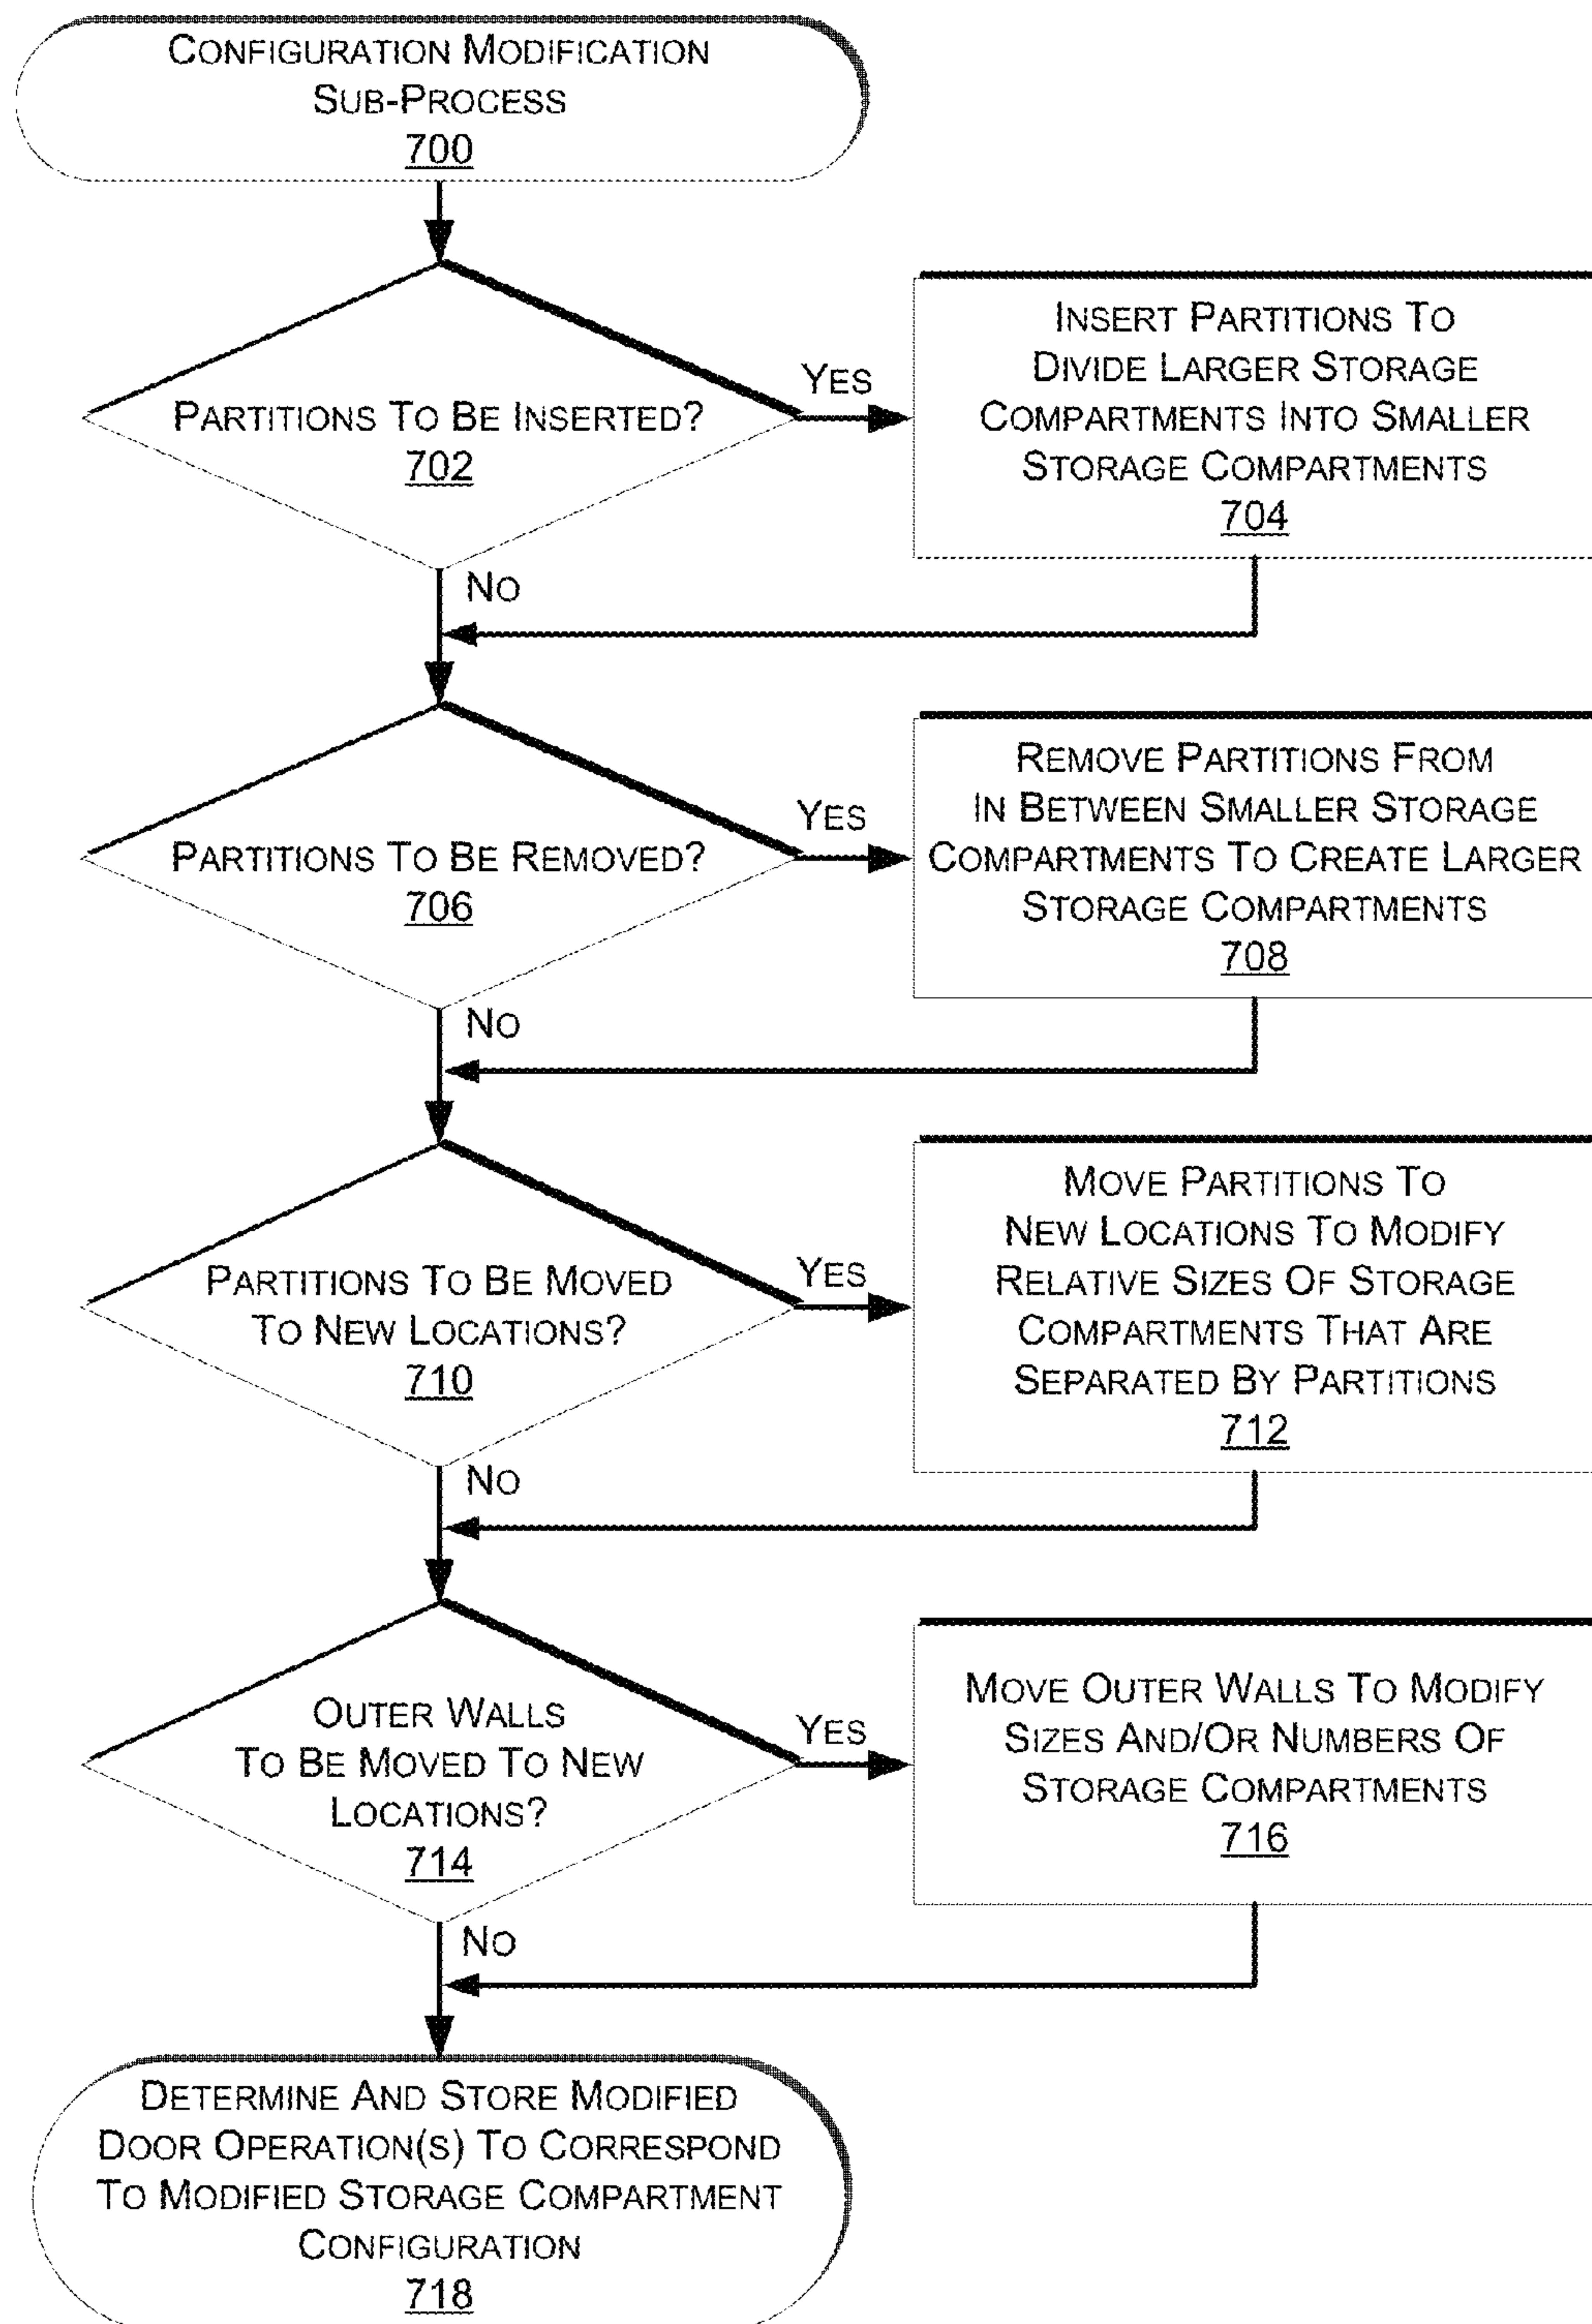 CONFIGURATION MODIFICATION
SUB-PROCESS
700
PARTITIONS TO BE INSERTED?
702
YES
INSERT PARTITIONS TO
DIVIDE LARGER STORAGE
COMPARTMENTS INTO SMALLER
STORAGE COMPARTMENTS
704
NO
PARTITIONS TO BE REMOVED?
706
YES
REMOVE PARTITIONS FROM
IN BETWEEN SMALLER STORAGE
COMPARTMENTS TO CREATE LARGER
STORAGE COMPARTMENTS
708
NO
PARTITIONS TO BE MOVED
TO NEW LOCATIONS?
710
YES
MOVE PARTITIONS TO
NEW LOCATIONS TO MODIFY
RELATIVE SIZES OF STORAGE
COMPARTMENTS THAT ARE
SEPARATED BY PARTITIONS
712
NO
OUTER WALLS
TO BE MOVED TO NEW
LOCATIONS?
714
YES
MOVE OUTER WALLS TO MODIFY
SIZES AND/OR NUMBERS OF
STORAGE COMPARTMENTS
716
NO
DETERMINE AND STORE MODIFIED
DOOR OPERATION(S) TO CORRESPOND
TO MODIFIED STORAGE COMPARTMENT
CONFIGURATION
718